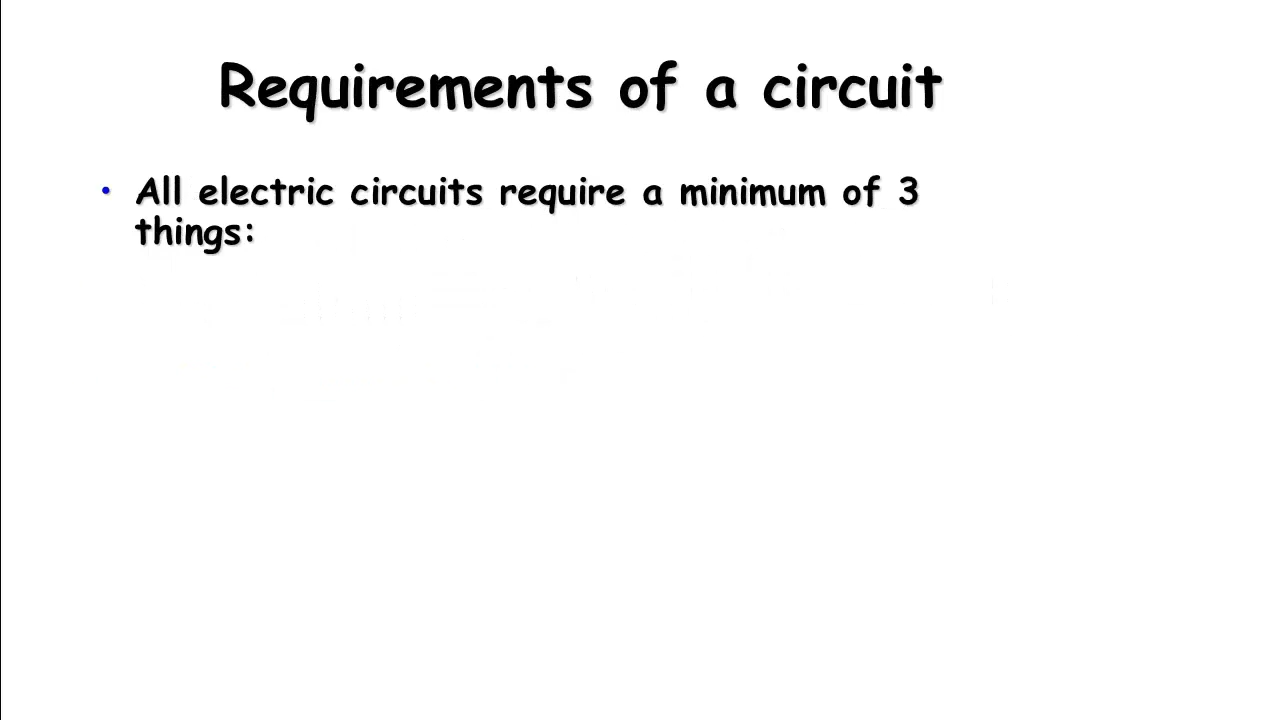 Requirements of a circuit
• All electric circuits require a minimum of 3
things: